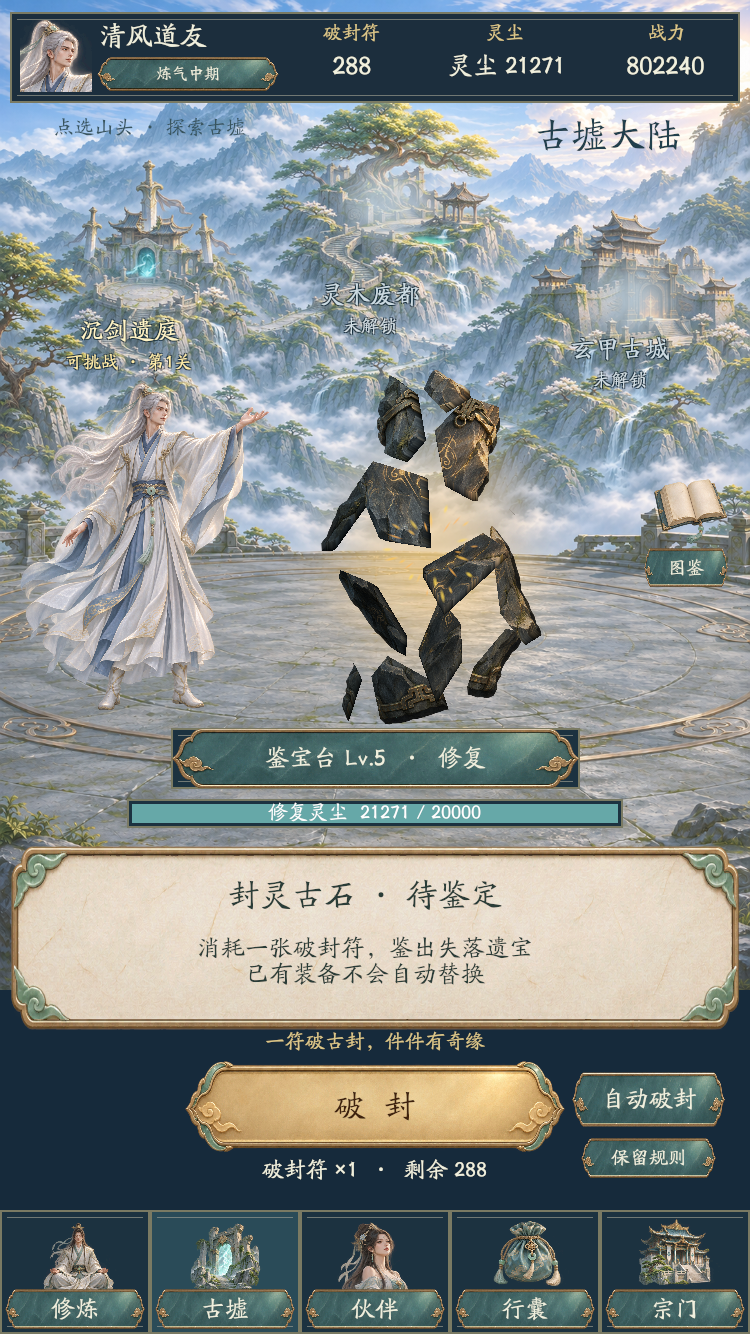 清风道友
炼气中期
破封符
288
灵尘
灵尘 21271
战力
802240
点选山头 · 探索古墟
古墟大陆
灵木废都
未解锁
沉剑遗庭
可挑战 · 第1关
玄甲古城
未解锁
图鉴
鉴宝台 Lv.5 · 修复
修复灵尘 21271 / 20000
封灵古石 · 待鉴定
消耗一张破封符，鉴出失落遗宝
已有装备不会自动替换
一符破古封，件件有奇缘
破 封
自动破封
破封符 ×1 · 剩余 288
保留规则
修炼
古墟
伙伴
行囊
宗门